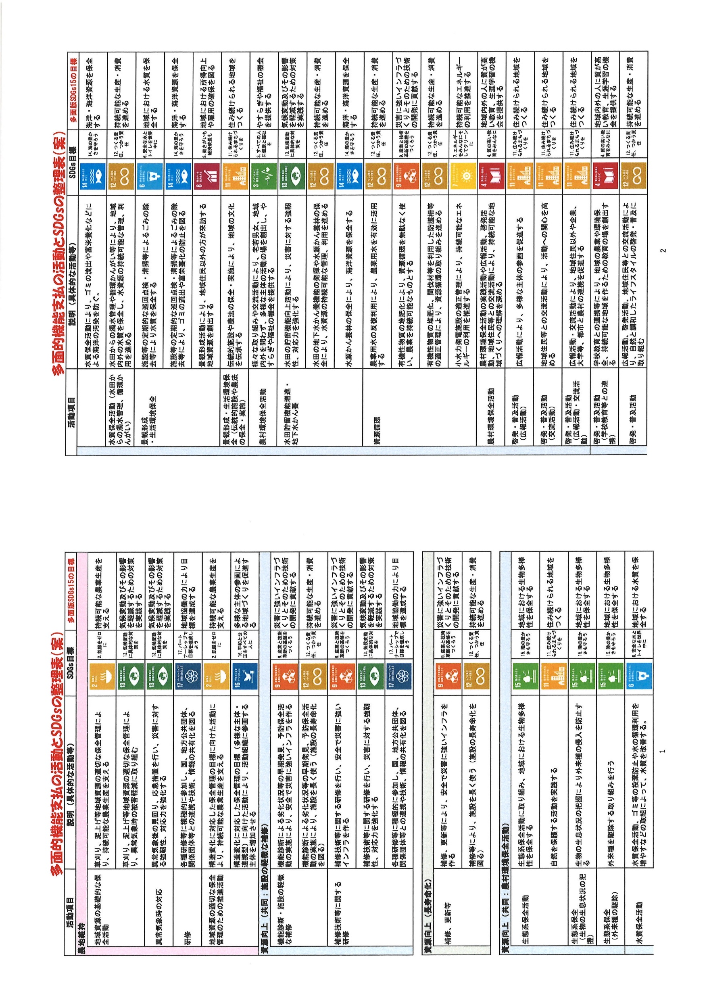 多面的機能支払の活動とSDGsの整理表(案)
活動項目
説明（具体的な活動等）
SDGs目標
多面版SDGs15の目標
農地維持
地域資源の基礎的な保
全活動
草刈り、泥上げ等地域資源の適切な保全管理によ
り、持続可能な農業生産を支える
2
2. 飢餓をゼロ
に
持続可能な農業生産を
支える
草刈り、泥上げ等地域資源の適切な保全管理によ
り、異常気象時の被害軽減に取り組む
13
13. 気候変動
に具体的な対
策を
気候変動及びその影響
を軽減するための対策
を実践する
異常気象時の対応
異常気象後の見回り、応急措置を行い、災害に対す
る強靭性、対応力を強化する
13
13. 気候変動
に具体的な対
策を
気候変動及びその影響
を軽減するための対策
を実践する
研修
各種研修等に積極的に参加し、国、地方公共団体、
関係団体等との連携や技術、情報の共有化を図る
17
17. パート
ナーシップで
目標を達成し
よう
地域協働の力により目
標を達成する
地域資源の適切な保全
管理のための推進活動
構造変化に対応した保全管理の目標に向けた活動に
より、持続可能な農業生産を支える
2
2. 飢餓をゼロ
に
持続可能な農業生産を
支える
構造変化に対応した保全管理の目標（多様な主体・
連携型）に向けた活動により、活動組織に参画する
主体を増加させる
16
16. 平和と公
正をすべての
人に
多様な主体の参画によ
る地域づくりを促進す
る
資源向上（共同：施設の軽微な補修）
機能診断・施設の軽微
な補修
機能診断による劣化状況等の早期発見、予防保全活
動の実施により、安全で災害に強いインフラを作る
9
9. 産業と技術
革新の基盤を
つくろう
災害に強いインフラづ
くりとそのための技術
の開発に貢献する
機能診断による劣化状況等の早期発見、予防保全活
動の実施により、施設を長く使う（施設の長寿命化
を図る）
12
12. つくる責
任、つかう責
任
持続可能な生産・消費
を進める
補修技術等に関する
研修
補修技術等に関する研修を行い、安全で災害に強い
インフラを作る
9
9. 産業と技術
革新の基盤を
つくろう
災害に強いインフラづ
くりとそのための技術
の開発に貢献する
補修技術等に関する研修を行い、災害に対する強靭
性、対応力を強化する
13
13. 気候変動
に具体的な対
策を
気候変動及びその影響
を軽減するための対策
を実践する
各種研修等に積極的に参加し、国、地方公共団体、
関係団体等との連携や技術、情報の共有化を図る
17
17. パート
ナーシップで
目標を達成し
よう
地域協働の力により目
標を達成する
資源向上（長寿命化）
補修、更新等
補修、更新等により、安全で災害に強いインフラを
作る
9
9. 産業と技術
革新の基盤を
つくろう
災害に強いインフラづ
くりとそのための技術
の開発に貢献する
補修等により、施設を長く使う（施設の長寿命化を
図る）
12
12. つくる責
任、つかう責
任
持続可能な生産・消費
を進める
資源向上（共同：農村環境保全活動）
生態系保全活動
生態系保全活動に取り組み、地域における生物多様
性を保全する
15
15. 陸の豊か
さも守ろう
地域における生物多様
性を保全する
自然を保護する活動を実践する
11
11. 住み続け
られるまちづ
くりを
住み続けられる地域を
つくる
生態系保全
（生物の生息状況の把
握）
生物の生息状況の把握により外来種の侵入を防止す
る
15
15. 陸の豊か
さも守ろう
地域における生物多様
性を保全する
生態系保全
（外来種の駆除）
外来種を駆除する取り組みを行う
15
15. 陸の豊か
さも守ろう
地域における生物多様
性を保全する
水質保全活動
水質保全活動、ゴミ等の投棄防止や水の循環利用を
増やすなどの取組によって、水質を改善する。
6
6. 安全な水と
トイレを世界
中に
地域における水質を保
全する
1
多面的機能支払の活動とSDGsの整理表(案)
活動項目
説明（具体的な活動等）
SDGs目標
多面版SDGs15の目標
水質保全活動により、ゴミの流出や富栄養化などに
よる海洋の汚染を防ぐ。
14
14. 海の豊か
さを守ろう
海洋・海洋資源を保全
する
水質保全活動（水田か
らの濁水管理、循環か
んがい）
水田からの濁水管理や循環かんがい等により、地域
内外の水質を保全し、水資源の持続可能な管理、利
用を進める
12
12. つくる責
任、つかう責
任
持続可能な生産・消費
を進める
景観形成
・生活環境保全
施設等の定期的な巡回点検・清掃等によるごみの除
去等により水質を保全する
6
6. 安全な水と
トイレを世界
中に
地域における水質を保
全する
施設等の定期的な巡回点検・清掃等によるごみの除
去等により、ゴミの流出や富栄養化の防止を図る
14
14. 海の豊か
さを守ろう
海洋・海洋資源を保全
する
景観形成活動により、地域住民以外の方が来訪する
地域資源を創出する
8
8. 働きがいも
経済成長も
地域における所得向上
や雇用の確保を図る
景観形成・生活環境保
全（伝統的施設や農法
の保全・実施）
伝統的施設や農法の保全・実施により、地域の文化
を伝承する
11
11. 住み続け
られるまちづ
くりを
住み続けられる地域を
つくる
農村環境保全活動
様々な取り組みや交流活動により、老若男女、地域
内外を問わず、多様な主体の活動の場を創出し、や
すらぎや福祉の機会を提供する
3
3. すべての人
に健康と福祉
を
やすらぎや福祉の機会
を提供する
水田貯留機能増進・
地下水かん養
水田の貯留機能向上活動により、災害に対する強靭
性、対応力を強化する
13
13. 気候変動
に具体的な対
策を
気候変動及びその影響
を軽減するための対策
を実践する
水田の地下水かん養機能の発揮や水源かん養林の保
全により、水資源の持続可能な管理、利用を進める
12
12. つくる責
任、つかう責
任
持続可能な生産・消費
を進める
水源かん養林の保全により、海洋資源を保全する
14
14. 海の豊か
さを守ろう
海洋・海洋資源を保全
する
資源循環
農業用水の反復利用により、農業用水を有効に活用
する
12
12. つくる責
任、つかう責
任
持続可能な生産・消費
を進める
有機性物質の堆肥化により、資源循環を無駄なく使
い、農業を持続可能なものとする
9
9. 産業と技術
革新の基盤を
つくろう
災害に強いインフラづ
くりとそのための技術
の開発に貢献する
有機性物質の堆肥化、間伐材等を利用した防護柵等
の適正管理により、資源循環の取り組みを進める
12
12. つくる責
任、つかう責
任
持続可能な生産・消費
を進める
小水力発電施設の適正管理により、持続可能なエネ
ルギーの利用を推進する
7
7. エネルギー
をみんなにそ
してクリーン
に
持続可能なエネルギー
の利用を推進する
農村環境保全活動
農村環境保全活動の実践活動や広報活動、啓発活
動、地域住民等との交流活動により、持続可能な地
域づくりへの理解を深める
4
4. 質の高い教
育をみんなに
地域内外の人に質が高
い教育、生涯学習の機
会を提供する
啓発・普及活動
（広報活動）
広報活動により、多様な主体の参画を促進する
11
11. 住み続け
られるまちづ
くりを
住み続けられる地域を
つくる
啓発・普及活動
（交流活動）
地域住民等との交流活動により、活動への関心を高
める
11
11. 住み続け
られるまちづ
くりを
住み続けられる地域を
つくる
啓発・普及活動
（広報活動・交流活
動）
広報活動・交流活動により、地域住民以外や企業、
大学等、都市と農村の連携を促進する
11
11. 住み続け
られるまちづ
くりを
住み続けられる地域を
つくる
啓発・普及活動
（学校教育等との連
携）
学校教育との連携等により、地域の農業や環境保
全、持続可能な地域を作るための教育の場を創出す
る
4
4. 質の高い教
育をみんなに
地域内外の人に質が高
い教育、生涯学習の機
会を提供する
啓発・普及活動
広報活動、啓発活動、地域住民等との交流活動によ
り、自然と調和したライフスタイルの啓発・普及に
取り組む
12
12. つくる責
任、つかう責
任
持続可能な生産・消費
を進める
2